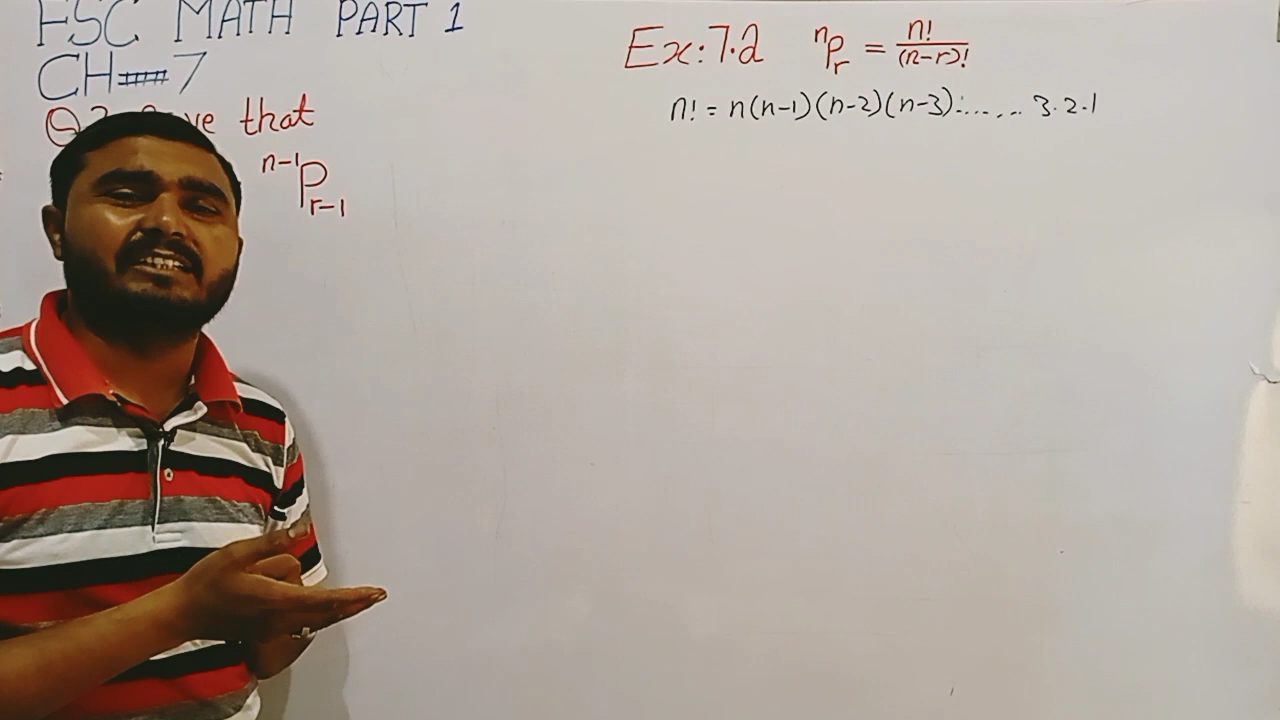 FSC MATH PART 1
CH 7
Q that
ⁿ⁻¹Pᵣ₋₁
Ex: 7.2 ⁿPᵣ = n!/(n-r)!
n! = n(n-1)(n-2)(n-3)....... 3.2.1